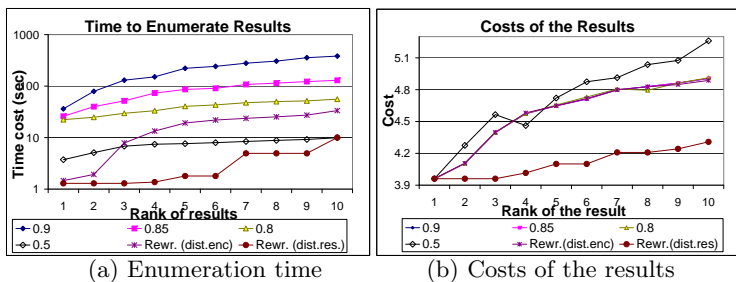 Time to Enumerate Results
1000
100
10
1
Time cost (sec)
1 2 3 4 5 6 7 8 9 10
Rank of results
0.9 0.85 0.8
0.5 Rewr. (dist.enc) Rewr. (dist.res.)
(a) Enumeration time
Costs of the Results
5.1
4.8
4.5
4.2
3.9
Cost
1 2 3 4 5 6 7 8 9 10
Rank of the result
0.9 0.85 0.8
0.5 Rewr.(dist.enc) Rewr.(dist.res)
(b) Costs of the results